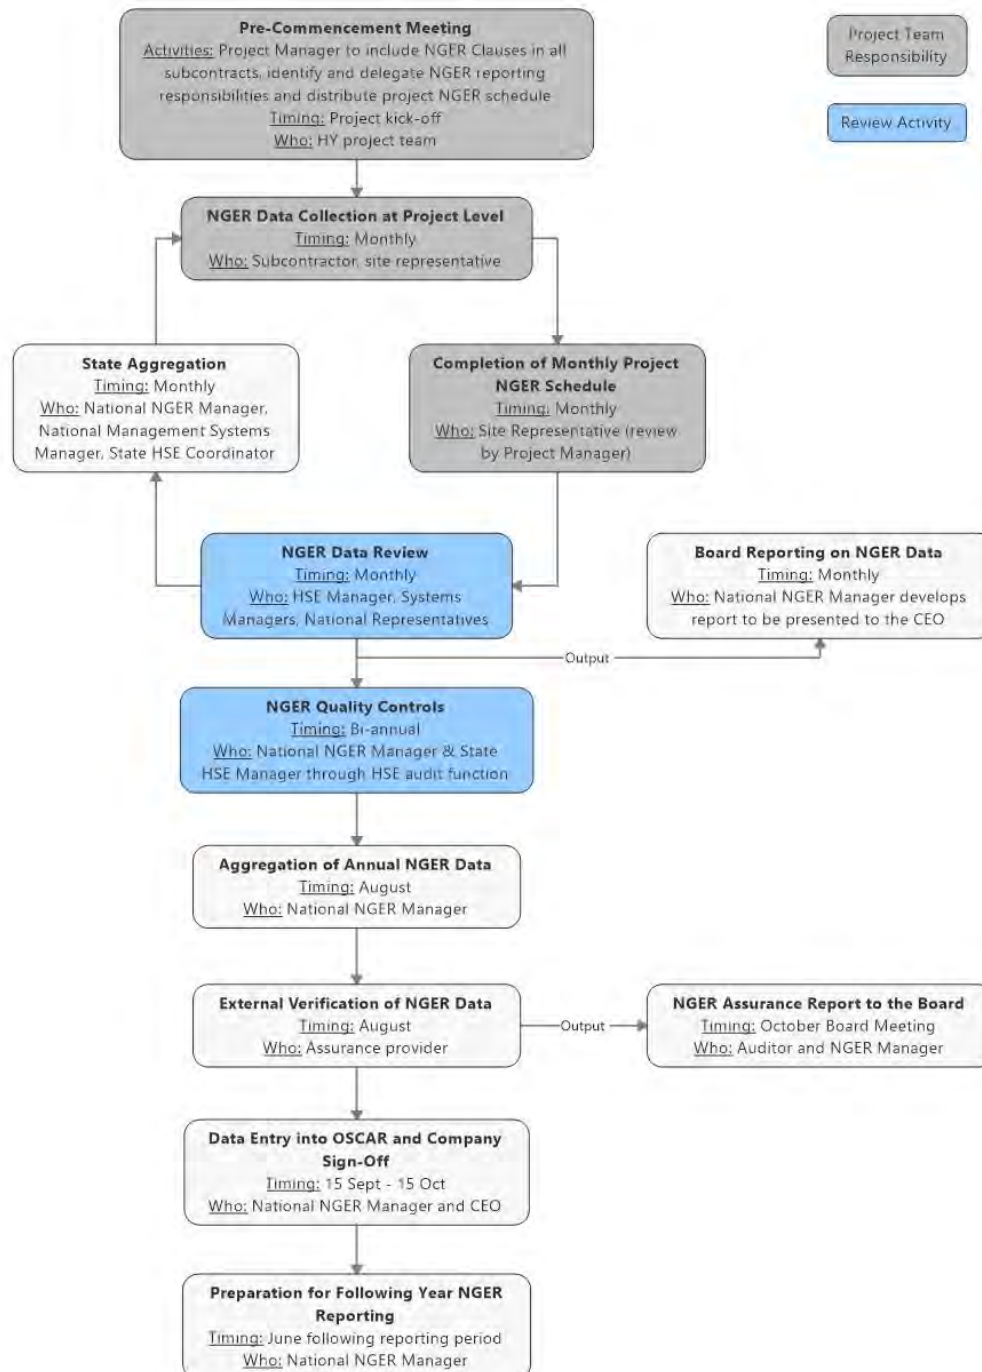 Pre-Commencement Meeting
Activities: Project Manager to include NGER Clauses in all
subcontracts, identify and delegate NGER reporting
responsibilities and distribute project NGER schedule
Timing: Project kick-off
Who: HY project team
Project Team
Responsibility
Review Activity
NGER Data Collection at Project Level
Timing: Monthly
Who: Subcontractor, site representative
State Aggregation
Timing: Monthly
Who: National NGER Manager,
National Management Systems
Manager, State HSE Coordinator
Completion of Monthly Project
NGER Schedule
Timing: Monthly
Who: Site Representative (review
by Project Manager)
NGER Data Review
Timing: Monthly
Who: HSE Manager, Systems
Managers, National Representatives
Board Reporting on NGER Data
Timing: Monthly
Who: National NGER Manager develops
report to be presented to the CEO
Output
NGER Quality Controls
Timing: Bi-annual
Who: National NGER Manager & State
HSE Manager through HSE audit function
Aggregation of Annual NGER Data
Timing: August
Who: National NGER Manager
External Verification of NGER Data
Timing: August
Who: Assurance provider
Output
NGER Assurance Report to the Board
Timing: October Board Meeting
Who: Auditor and NGER Manager
Data Entry into OSCAR and Company
Sign-Off
Timing: 15 Sept - 15 Oct
Who: National NGER Manager and CEO
Preparation for Following Year NGER
Reporting
Timing: June following reporting period
Who: National NGER Manager